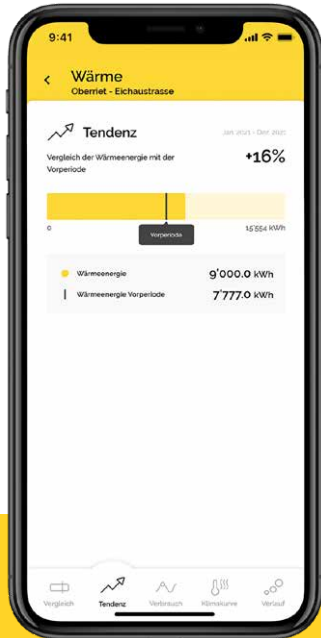 9:41
Wärme
Oberriet - Eichaustrasse
Tendenz
Jan 2021 - Dez 2021
Vergleich der Wärmeenergie mit der
Vorperiode
+16%
0
Vorperiode
15'554 kWh
Wärmeenergie
9'000.0 kWh
Wärmeenergie Vorperiode
7'777.0 kWh
Vergleich
Tendenz
Verbrauch
Klimakurve
Verlauf